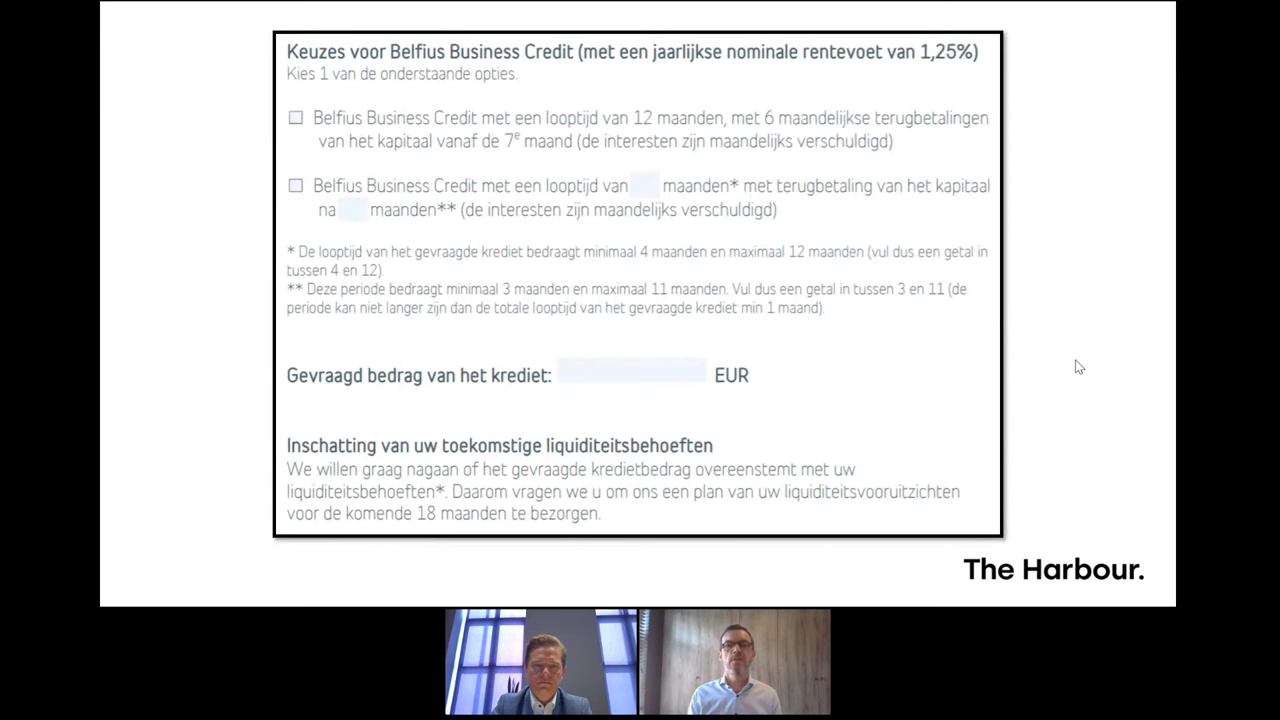 Keuzes voor Belfius Business Credit (met een jaarlijkse nominale rentevoet van 1,25%)
Kies 1 van de onderstaande opties.
Belfius Business Credit met een looptijd van 12 maanden, met 6 maandelijkse terugbetalingen
van het kapitaal vanaf de 7e maand (de interesten zijn maandelijks verschuldigd)
Belfius Business Credit met een looptijd van maanden* met terugbetaling van het kapitaal
na maanden** (de interesten zijn maandelijks verschuldigd)
* De looptijd van het gevraagde krediet bedraagt minimaal 4 maanden en maximaal 12 maanden (vul dus een getal in
tussen 4 en 12).
** Deze periode bedraagt minimaal 3 maanden en maximaal 11 maanden. Vul dus een getal in tussen 3 en 11 (de
periode kan niet langer zijn dan de totale looptijd van het gevraagde krediet min 1 maand).
Gevraagd bedrag van het krediet: EUR
Inschatting van uw toekomstige liquiditeitsbehoeften
We willen graag nagaan of het gevraagde kredietbedrag overeenstemt met uw
liquiditeitsbehoeften*. Daarom vragen we u om ons een plan van uw liquiditeitsvooruitzichten
voor de komende 18 maanden te bezorgen.
The Harbour.